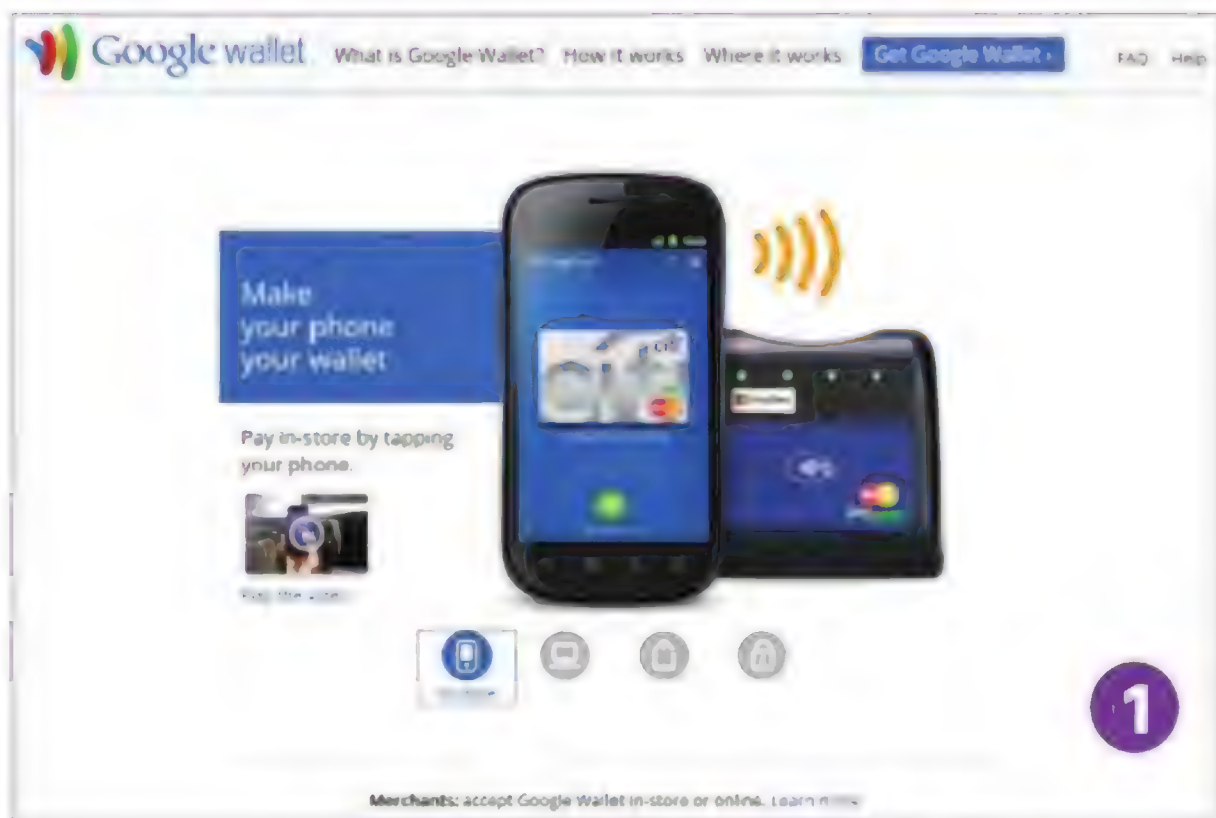 Google wallet What is Google Wallet? How it works Where it works Get Google Wallet › FAQ Help
Make
your phone
your wallet
citi
Pay in-store by tapping
your phone.
1
Merchants: accept Google Wallet in-store or online. Learn more